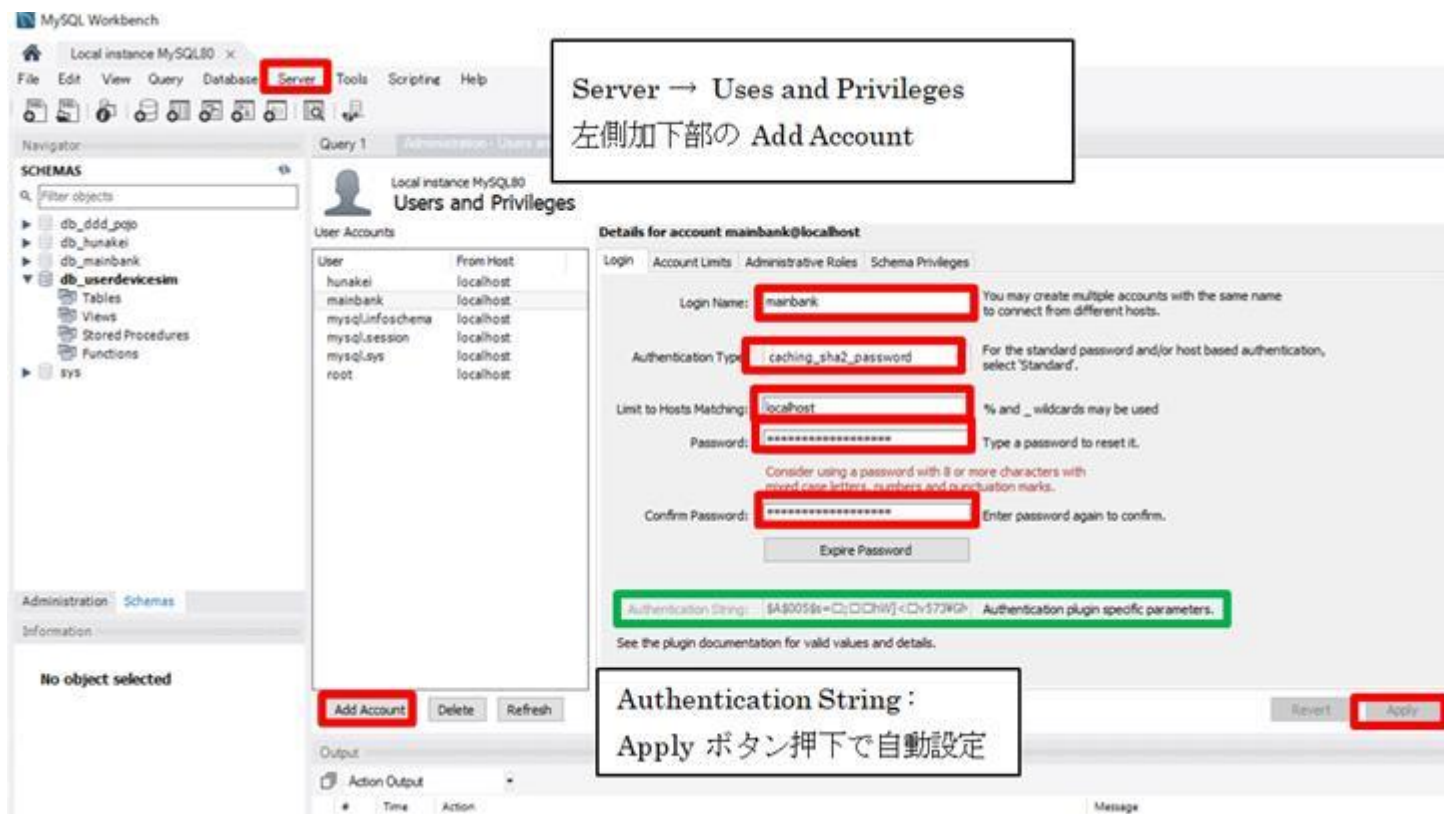 MySQL Workbench
Local instance MySQL80 ×
File Edit View Query Database Server Tools Scripting Help
Server → Uses and Privileges
左側加下部の Add Account
Navigator
SCHEMAS
Filter objects
db_ddd_pojo
db_hunakei
db_mainbank
db_userdevicesim
Tables
Views
Stored Procedures
Functions
sys
Administration Schemas
Information
No object selected
Query 1 Administration - Users an
Local instance MySQL80
Users and Privileges
User Accounts
User From Host
hunakei localhost
mainbank localhost
mysql.infoschema localhost
mysql.session localhost
mysql.sys localhost
root localhost
Add Account Delete Refresh
Details for account mainbank@localhost
Login Account Limits Administrative Roles Schema Privileges
Login Name: mainbank You may create multiple accounts with the same name
to connect from different hosts.
Authentication Type caching_sha2_password For the standard password and/or host based authentication,
select 'Standard'.
Limit to Hosts Matching: localhost % and _ wildcards may be used
Password: ******************* Type a password to reset it.
Consider using a password with 8 or more characters with
mixed case letters, numbers and punctuation marks.
Confirm Password: ******************* Enter password again to confirm.
Expire Password
Authentication String: Authentication plugin specific parameters.
See the plugin documentation for valid values and details.
Authentication String：
Apply ボタン押下で自動設定
Revert Apply
Output
Action Output
# Time Action Message